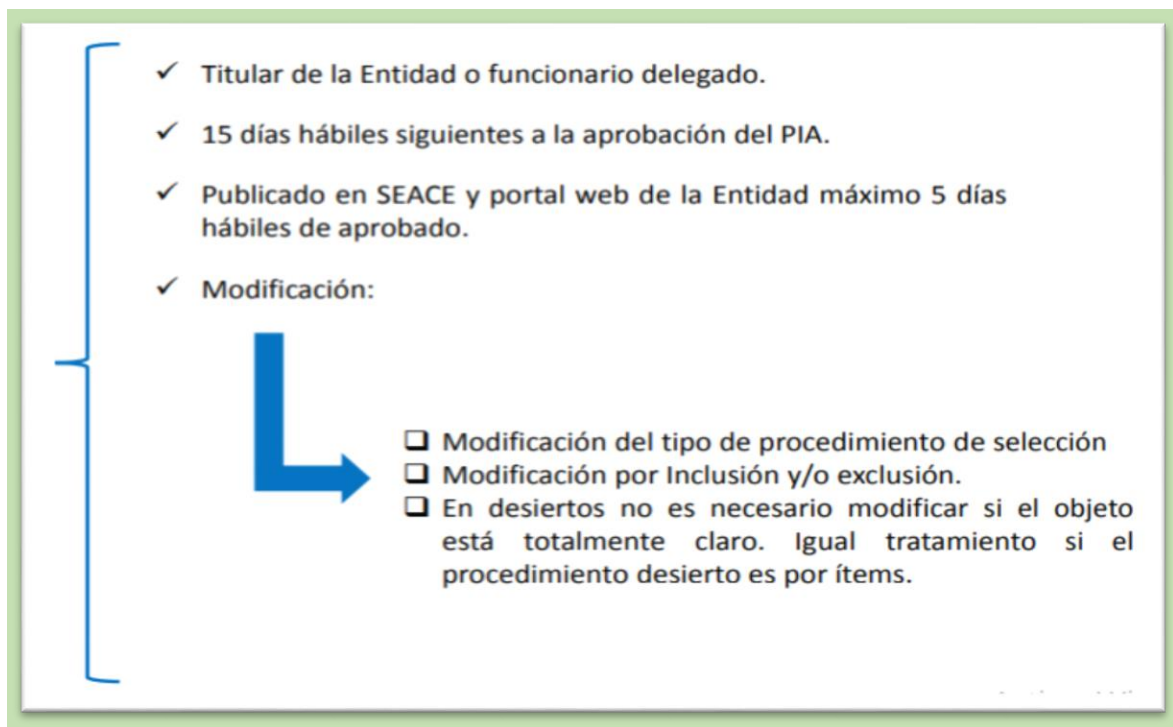 ✓ Titular de la Entidad o funcionario delegado.
✓ 15 días hábiles siguientes a la aprobación del PIA.
✓ Publicado en SEACE y portal web de la Entidad máximo 5 días
hábiles de aprobado.
✓ Modificación:
❑ Modificación del tipo de procedimiento de selección
❑ Modificación por Inclusión y/o exclusión.
❑ En desiertos no es necesario modificar si el objeto
está totalmente claro. Igual tratamiento si el
procedimiento desierto es por ítems.